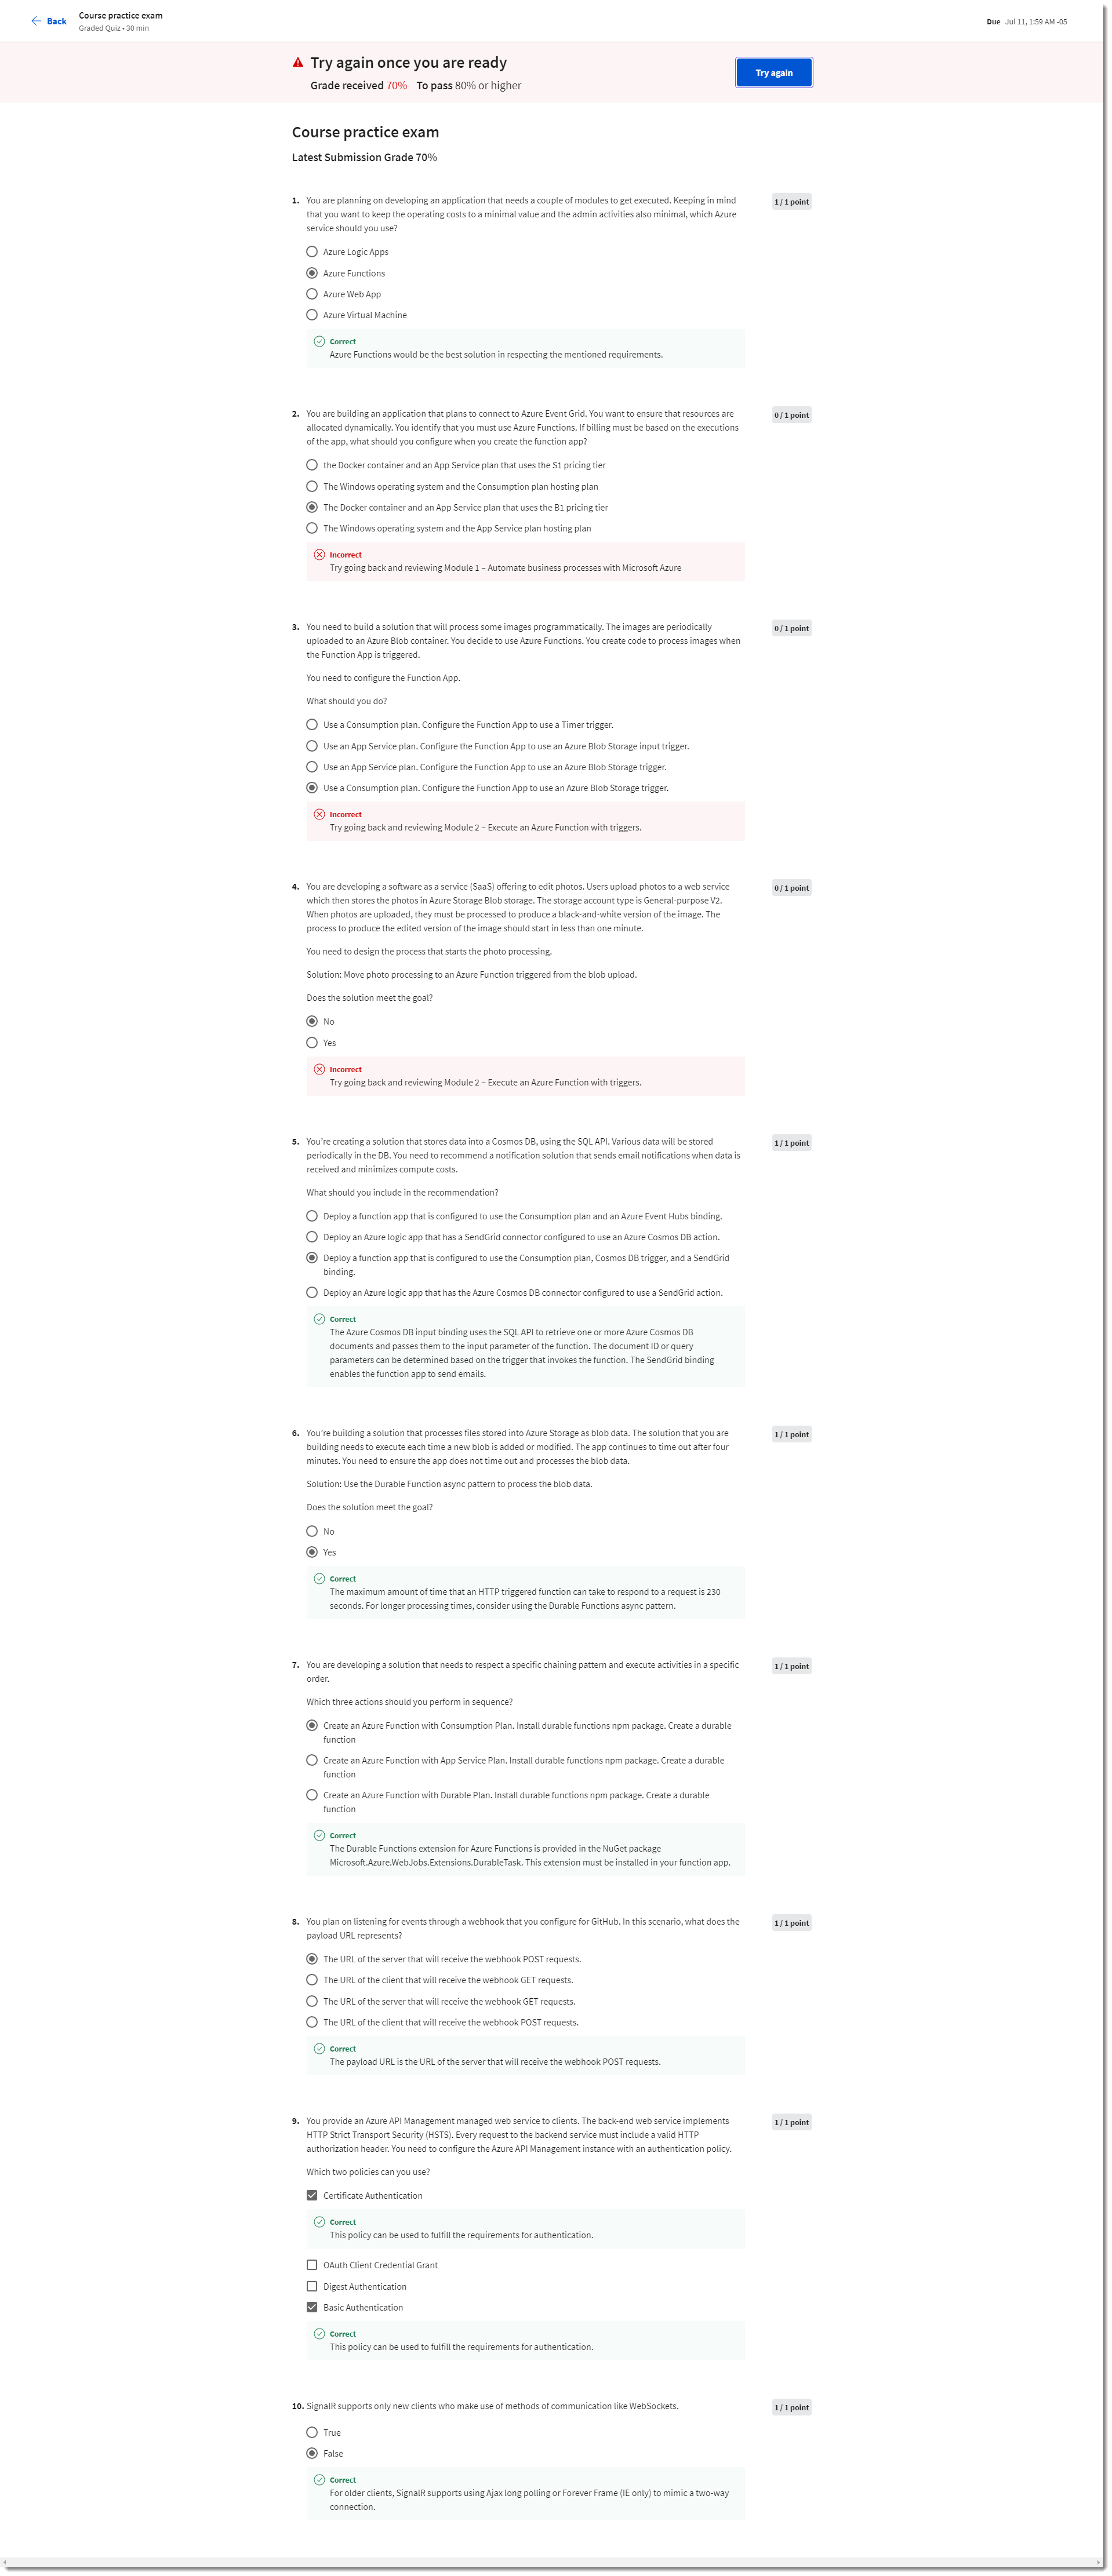 Back
Course practice exam
Graded Quiz • 30 min
Due Jul 11, 1:59 AM -05
Try again once you are ready
Grade received 70% To pass 80% or higher
Try again
Course practice exam
Latest Submission Grade 70%
1. You are planning on developing an application that needs a couple of modules to get executed. Keeping in mind
that you want to keep the operating costs to a minimal value and the admin activities also minimal, which Azure
service should you use?
1 / 1 point
Azure Logic Apps
Azure Functions
Azure Web App
Azure Virtual Machine
Correct
Azure Functions would be the best solution in respecting the mentioned requirements.
2. You are building an application that plans to connect to Azure Event Grid. You want to ensure that resources are
allocated dynamically. You identify that you must use Azure Functions. If billing must be based on the executions
of the app, what should you configure when you create the function app?
0 / 1 point
the Docker container and an App Service plan that uses the S1 pricing tier
The Windows operating system and the Consumption plan hosting plan
The Docker container and an App Service plan that uses the B1 pricing tier
The Windows operating system and the App Service plan hosting plan
Incorrect
Try going back and reviewing Module 1 – Automate business processes with Microsoft Azure
3. You need to build a solution that will process some images programmatically. The images are periodically
uploaded to an Azure Blob container. You decide to use Azure Functions. You create code to process images when
the Function App is triggered.
0 / 1 point
You need to configure the Function App.
What should you do?
Use a Consumption plan. Configure the Function App to use a Timer trigger.
Use an App Service plan. Configure the Function App to use an Azure Blob Storage input trigger.
Use an App Service plan. Configure the Function App to use an Azure Blob Storage trigger.
Use a Consumption plan. Configure the Function App to use an Azure Blob Storage trigger.
Incorrect
Try going back and reviewing Module 2 – Execute an Azure Function with triggers.
4. You are developing a software as a service (SaaS) offering to edit photos. Users upload photos to a web service
which then stores the photos in Azure Storage Blob storage. The storage account type is General-purpose V2.
When photos are uploaded, they must be processed to produce a black-and-white version of the image. The
process to produce the edited version of the image should start in less than one minute.
0 / 1 point
You need to design the process that starts the photo processing.
Solution: Move photo processing to an Azure Function triggered from the blob upload.
Does the solution meet the goal?
No
Yes
Incorrect
Try going back and reviewing Module 2 – Execute an Azure Function with triggers.
5. You're creating a solution that stores data into a Cosmos DB, using the SQL API. Various data will be stored
periodically in the DB. You need to recommend a notification solution that sends email notifications when data is
received and minimizes compute costs.
1 / 1 point
What should you include in the recommendation?
Deploy a function app that is configured to use the Consumption plan and an Azure Event Hubs binding.
Deploy an Azure logic app that has a SendGrid connector configured to use an Azure Cosmos DB action.
Deploy a function app that is configured to use the Consumption plan, Cosmos DB trigger, and a SendGrid
binding.
Deploy an Azure logic app that has the Azure Cosmos DB connector configured to use a SendGrid action.
Correct
The Azure Cosmos DB input binding uses the SQL API to retrieve one or more Azure Cosmos DB
documents and passes them to the input parameter of the function. The document ID or query
parameters can be determined based on the trigger that invokes the function. The SendGrid binding
enables the function app to send emails.
6. You're building a solution that processes files stored into Azure Storage as blob data. The solution that you are
building needs to execute each time a new blob is added or modified. The app continues to time out after four
minutes. You need to ensure the app does not time out and processes the blob data.
1 / 1 point
Solution: Use the Durable Function async pattern to process the blob data.
Does the solution meet the goal?
No
Yes
Correct
The maximum amount of time that an HTTP triggered function can take to respond to a request is 230
seconds. For longer processing times, consider using the Durable Functions async pattern.
7. You are developing a solution that needs to respect a specific chaining pattern and execute activities in a specific
order.
1 / 1 point
Which three actions should you perform in sequence?
Create an Azure Function with Consumption Plan. Install durable functions npm package. Create a durable
function
Create an Azure Function with App Service Plan. Install durable functions npm package. Create a durable
function
Create an Azure Function with Durable Plan. Install durable functions npm package. Create a durable
function
Correct
The Durable Functions extension for Azure Functions is provided in the NuGet package
Microsoft.Azure.WebJobs.Extensions.DurableTask. This extension must be installed in your function app.
8. You plan on listening for events through a webhook that you configure for GitHub. In this scenario, what does the
payload URL represents?
1 / 1 point
The URL of the server that will receive the webhook POST requests.
The URL of the client that will receive the webhook GET requests.
The URL of the server that will receive the webhook GET requests.
The URL of the client that will receive the webhook POST requests.
Correct
The payload URL is the URL of the server that will receive the webhook POST requests.
9. You provide an Azure API Management managed web service to clients. The back-end web service implements
HTTP Strict Transport Security (HSTS). Every request to the backend service must include a valid HTTP
authorization header. You need to configure the Azure API Management instance with an authentication policy.
1 / 1 point
Which two policies can you use?
Certificate Authentication
Correct
This policy can be used to fulfill the requirements for authentication.
OAuth Client Credential Grant
Digest Authentication
Basic Authentication
Correct
This policy can be used to fulfill the requirements for authentication.
10. SignalR supports only new clients who make use of methods of communication like WebSockets.
1 / 1 point
True
False
Correct
For older clients, SignalR supports using Ajax long polling or Forever Frame (IE only) to mimic a two-way
connection.